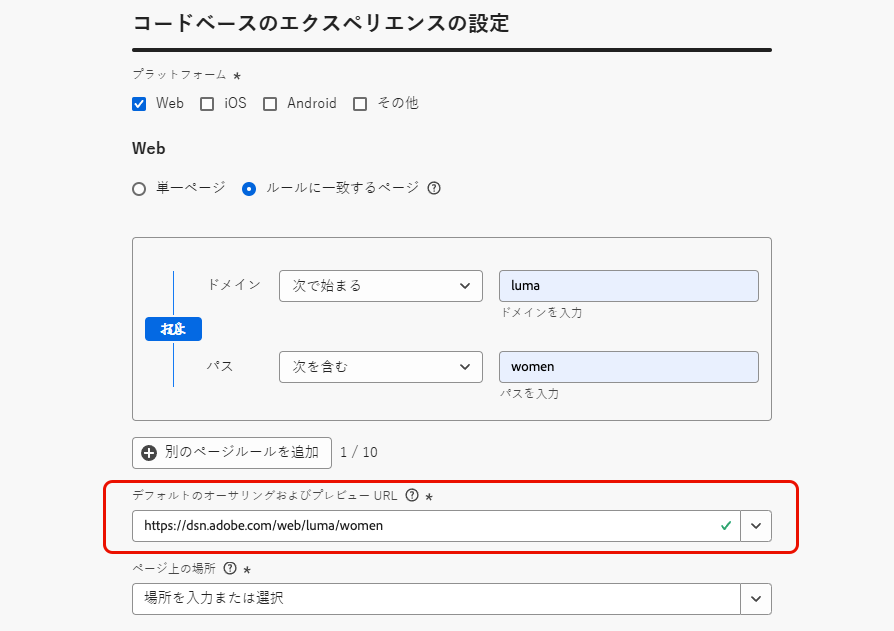 コードベースのエクスペリエンスの設定
プラットフォーム *
Web iOS Android その他
Web
単一ページ ルールに一致するページ
ドメイン 次で始まる luma
ドメインを入力
パス 次を含む women
パスを入力
別のページルールを追加 1 / 10
デフォルトのオーサリングおよびプレビュー URL *
https://dsn.adobe.com/web/luma/women
ページ上の場所 *
場所を入力または選択